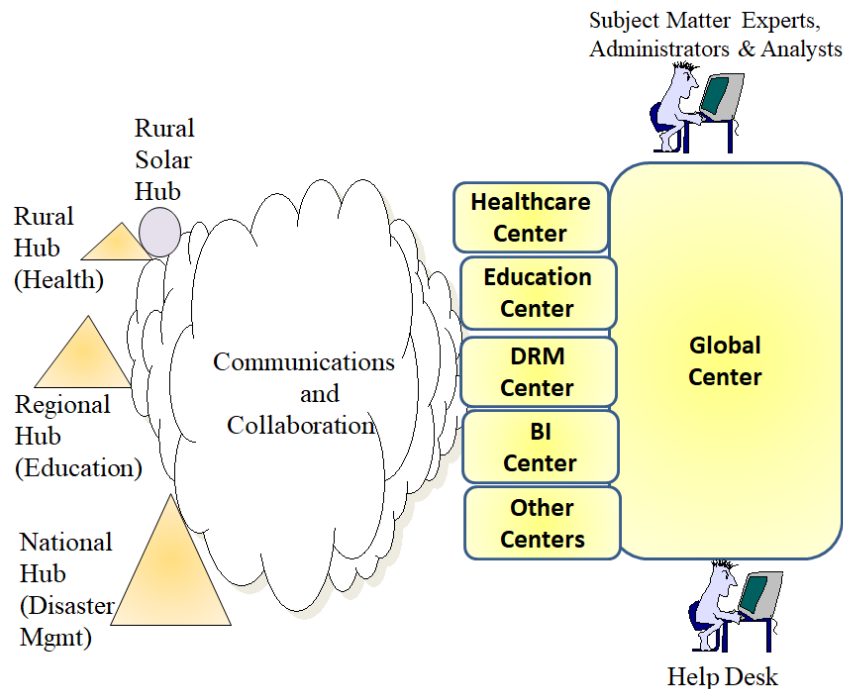 Subject Matter Experts,
Administrators & Analysts
Rural
Solar
Hub
Rural
Hub
(Health)
Regional
Hub
(Education)
National
Hub
(Disaster
Mgmt)
Communications
and
Collaboration
Healthcare
Center
Education
Center
DRM
Center
BI
Center
Other
Centers
Global
Center
Help Desk